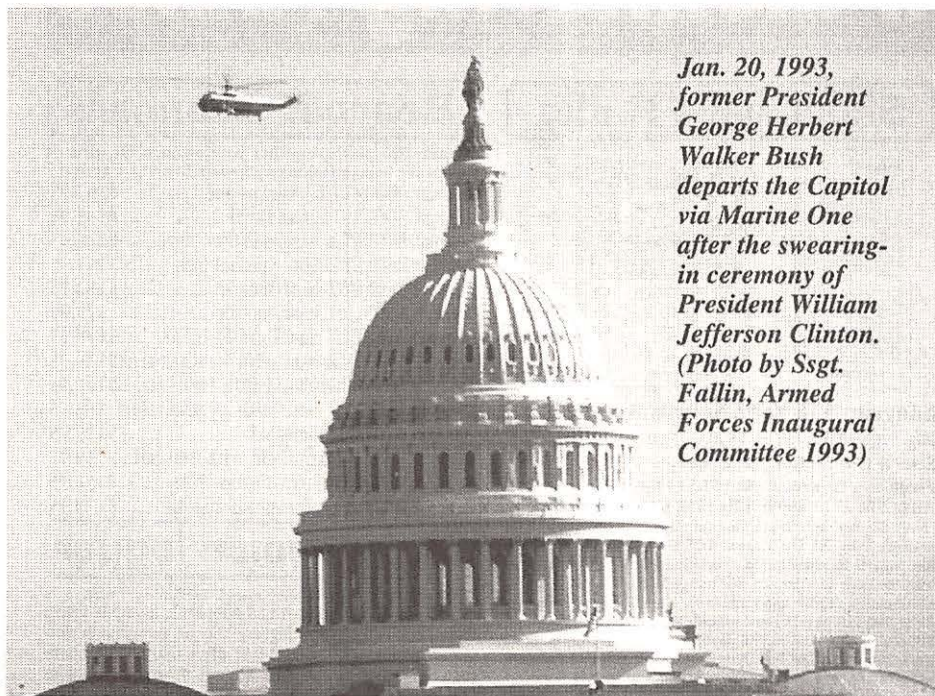 Jan. 20, 1993,
former President
George Herbert
Walker Bush
departs the Capitol
via Marine One
after the swearing-
in ceremony of
President William
Jefferson Clinton.
(Photo by Ssgt.
Fallin, Armed
Forces Inaugural
Committee 1993)